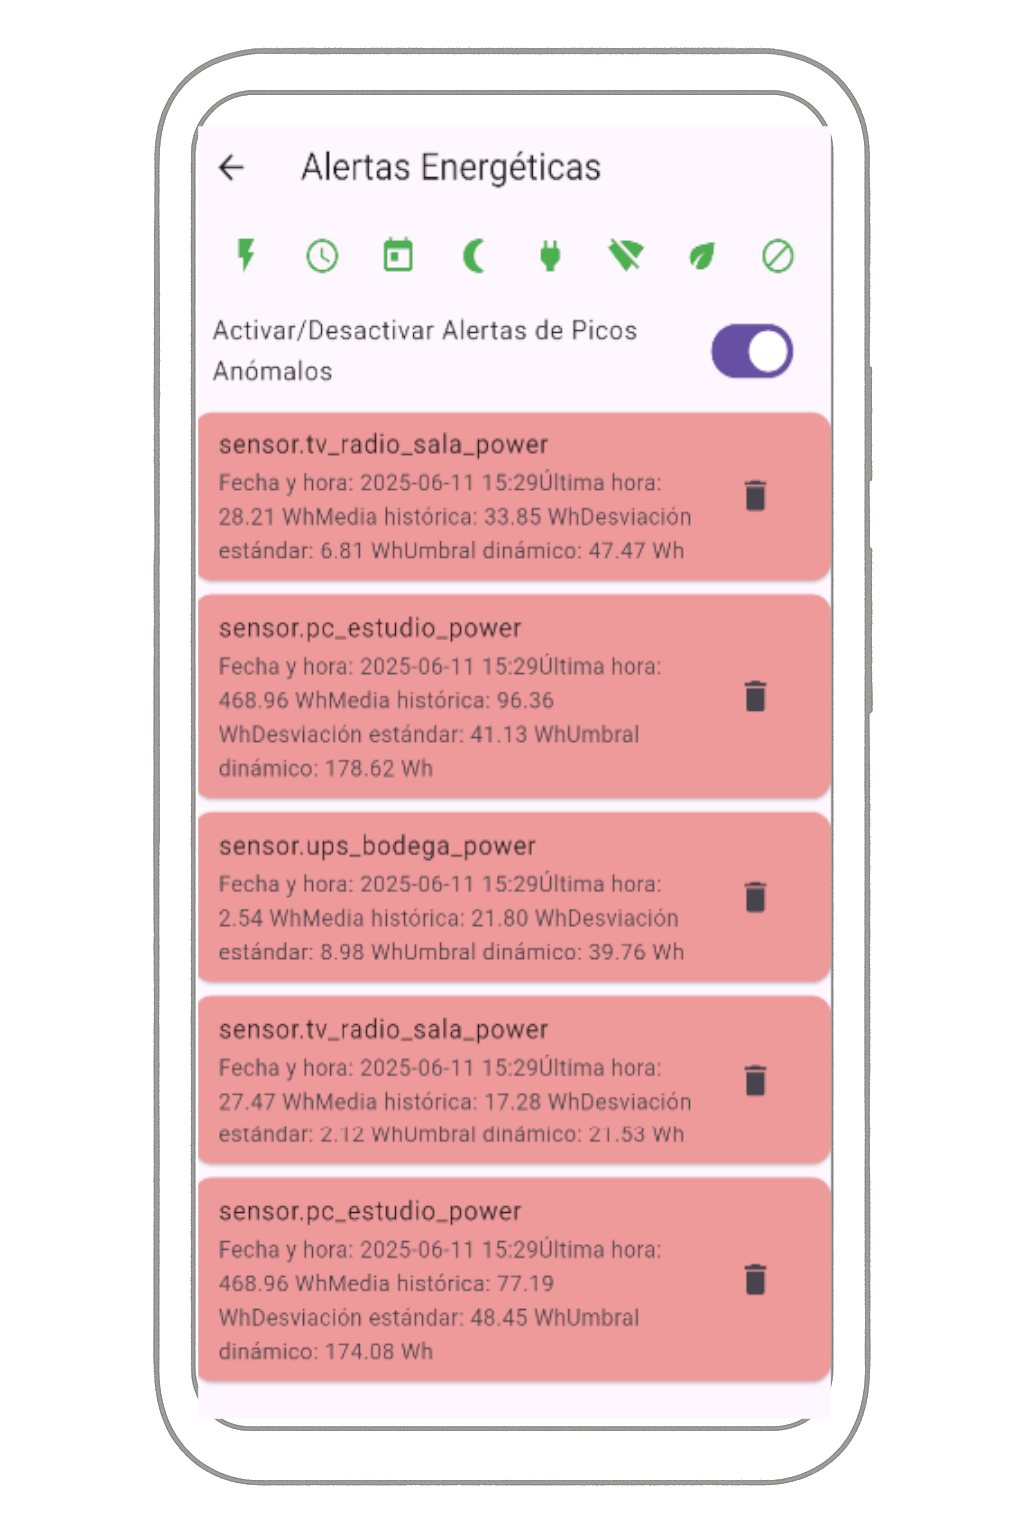 Alertas Energéticas
Activar/Desactivar Alertas de Picos
Anómalos
sensor.tv_radio_sala_power
Fecha y hora: 2025-06-11 15:29Última hora:
28.21 WhMedia histórica: 33.85 WhDesviación
estándar: 6.81 WhUmbral dinámico: 47.47 Wh
sensor.pc_estudio_power
Fecha y hora: 2025-06-11 15:29Última hora:
468.96 WhMedia histórica: 96.36
WhDesviación estándar: 41.13 WhUmbral
dinámico: 178.62 Wh
sensor.ups_bodega_power
Fecha y hora: 2025-06-11 15:29Última hora:
2.54 WhMedia histórica: 21.80 WhDesviación
estándar: 8.98 WhUmbral dinámico: 39.76 Wh
sensor.tv_radio_sala_power
Fecha y hora: 2025-06-11 15:29Última hora:
27.47 WhMedia histórica: 17.28 WhDesviación
estándar: 2.12 WhUmbral dinámico: 21.53 Wh
sensor.pc_estudio_power
Fecha y hora: 2025-06-11 15:29Última hora:
468.96 WhMedia histórica: 77.19
WhDesviación estándar: 48.45 WhUmbral
dinámico: 174.08 Wh